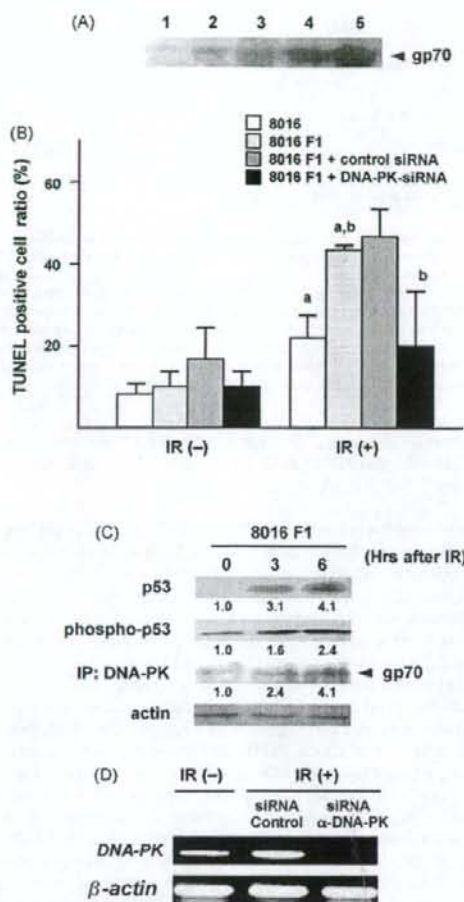 (A)
1 2 3 4 5
gp70
(B)
8016
8016 F1
8016 F1 + control siRNA
8016 F1 + DNA-PK-siRNA
TUNEL positive cell ratio (%)
60
40
20
a
a,b
b
IR (–)
IR (+)
(C)
8016 F1
0 3 6 (Hrs after IR)
p53
1.0 3.1 4.1
phospho-p53
1.0 1.6 2.4
IP: DNA-PK
gp70
1.0 2.4 4.1
actin
(D)
IR (–) IR (+)
siRNA Control
siRNA α-DNA-PK
DNA-PK
β-actin